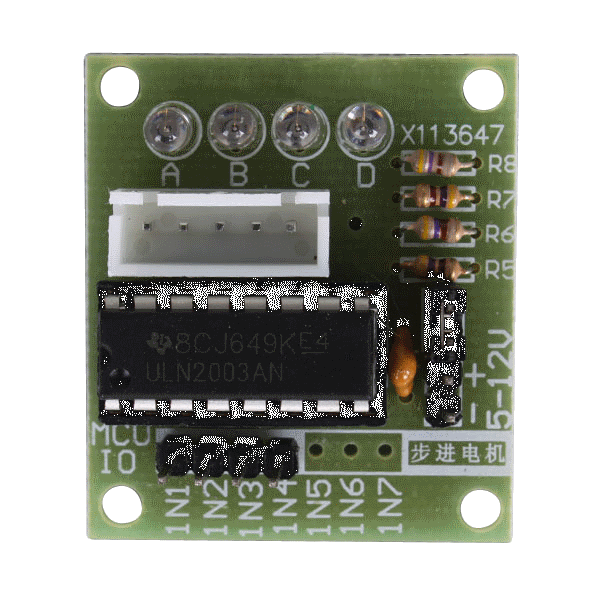 A B C D
X113647
R8
R7
R6
R5
8CJ649KE4
ULN2003AN
- + 5-12V
MCU
IO
步进电机
1N1 1N2 1N3 1N4 1N5 1N6 1N7